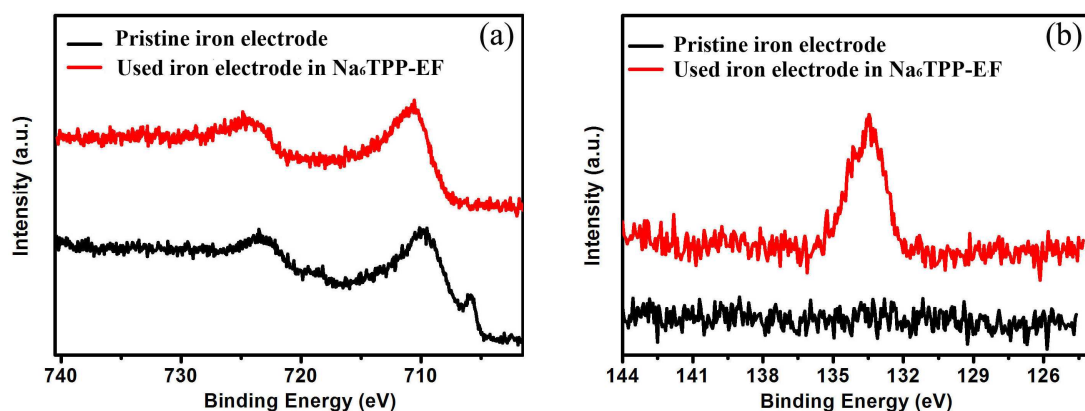 (a)
Pristine iron electrode
Used iron electrode in Na₆TPP-EF
Intensity (a.u.)
740 730 720 710
Binding Energy (eV)
(b)
Pristine iron electrode
Used iron electrode in Na₆TPP-EF
Intensity (a.u.)
144 141 138 135 132 129 126
Binding Energy (eV)